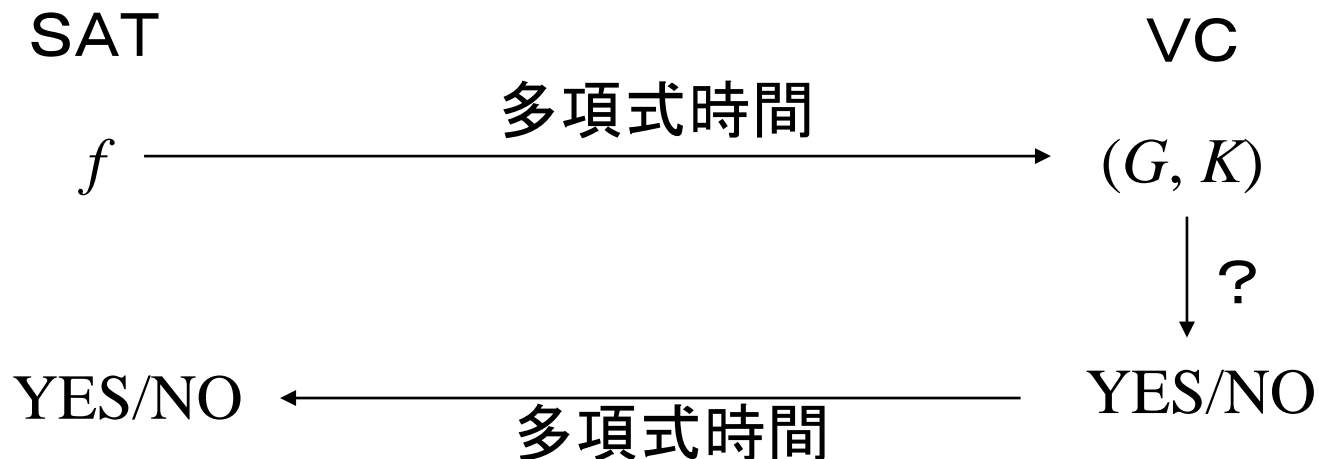 SAT
VC
多項式時間
f
(G, K)
?
YES/NO
YES/NO
多項式時間